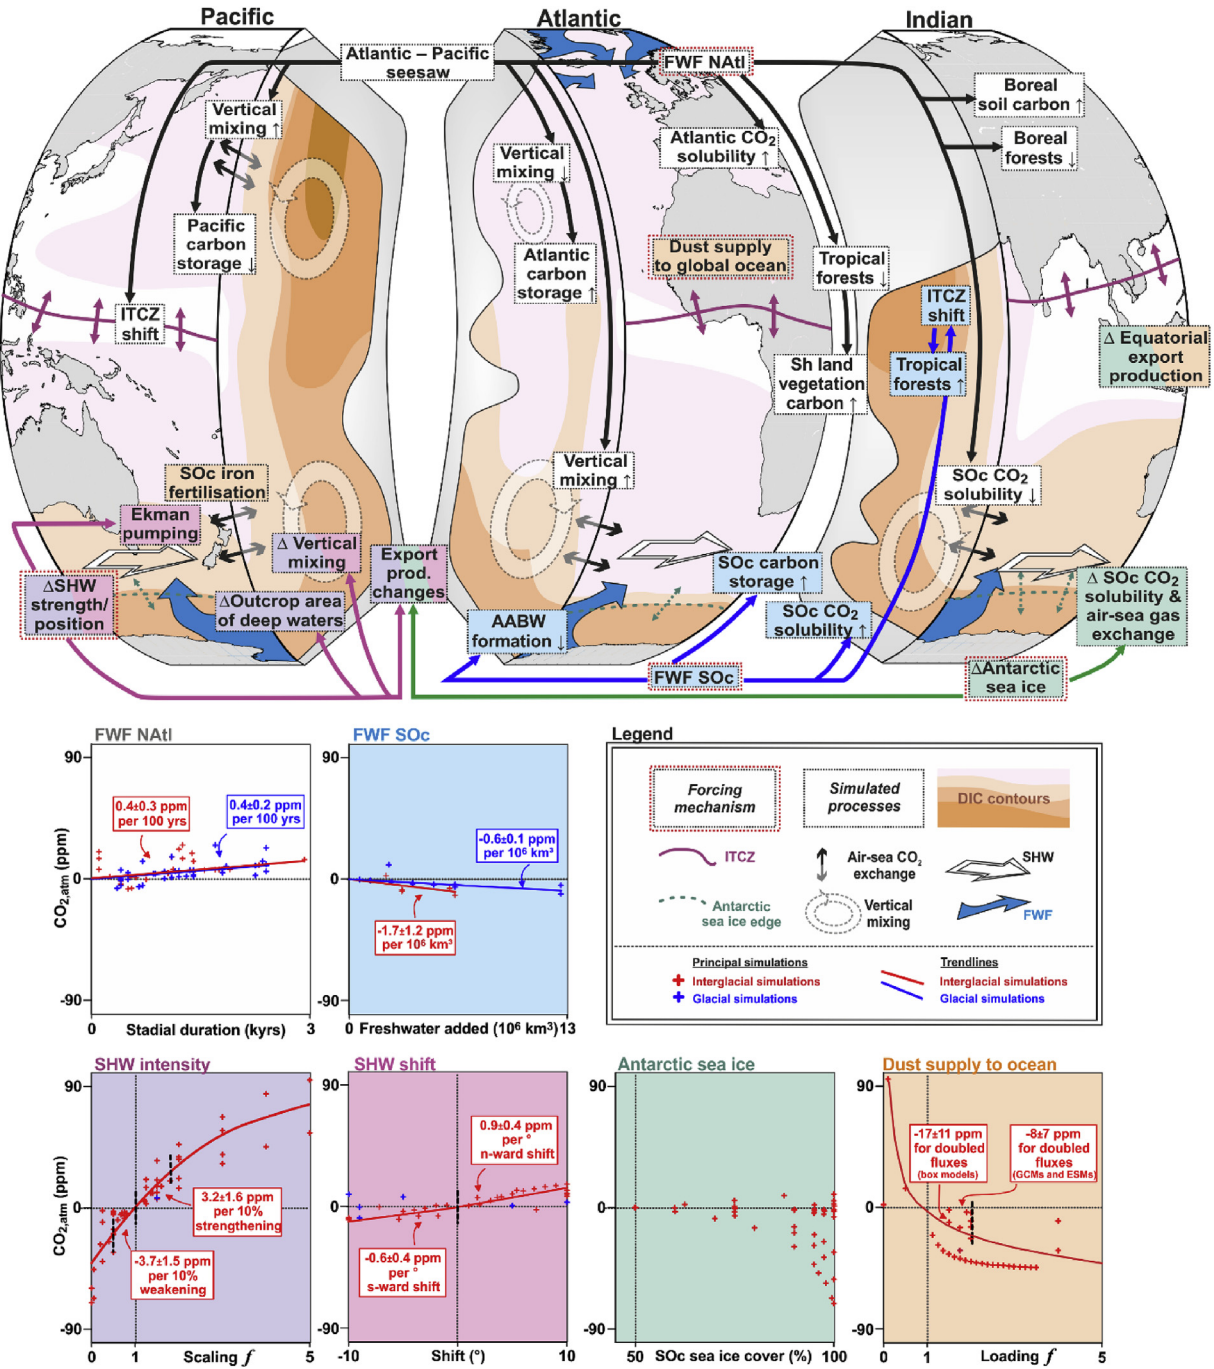 Pacific
Atlantic
Indian
Atlantic – Pacific
seesaw
FWF NAtl
Boreal
soil carbon ↑
Boreal
forests ↓
Vertical
mixing ↑
Vertical
mixing ↓
Atlantic CO₂
solubility ↑
Pacific
carbon
storage ↓
Atlantic
carbon
storage ↑
Dust supply
to global ocean
Tropical
forests ↓
ITCZ
shift
ITCZ
shift
Δ Equatorial
export
production
Tropical
forests ↑
Sh land
vegetation
carbon ↑
SOc iron
fertilisation
Vertical
mixing ↑
SOc CO₂
solubility ↓
Ekman
pumping
Δ Vertical
mixing
Export
prod.
changes
SOc carbon
storage ↑
ΔSHW
strength/
position
ΔOutcrop area
of deep waters
AABW
formation ↓
SOc CO₂
solubility ↑
Δ SOc CO₂
solubility &
air-sea gas
exchange
FWF SOc
ΔAntarctic
sea ice
FWF NAtl
90
0
-90
CO₂,atm (ppm)
0.4±0.3 ppm
per 100 yrs
0.4±0.2 ppm
per 100 yrs
0 Stadial duration (kyrs) 3
FWF SOc
90
0
-90
-0.6±0.1 ppm
per 10⁶ km³
-1.7±1.2 ppm
per 10⁶ km³
0 Freshwater added (10⁶ km³) 13
Legend
Forcing
mechanism
Simulated
processes
DIC contours
ITCZ
Air-sea CO₂
exchange
SHW
Antarctic
sea ice edge
Vertical
mixing
FWF
Principal simulations
Interglacial simulations
Glacial simulations
Trendlines
Interglacial simulations
Glacial simulations
SHW intensity
90
0
-90
CO₂,atm (ppm)
3.2±1.6 ppm
per 10%
strengthening
-3.7±1.5 ppm
per 10%
weakening
0 1 Scaling f 5
SHW shift
90
0
-90
0.9±0.4 ppm
per °
n-ward shift
-0.6±0.4 ppm
per °
s-ward shift
-10 Shift (°) 10
Antarctic sea ice
50 SOc sea ice cover (%) 100
Dust supply to ocean
90
0
-90
-17±11 ppm
for doubled
fluxes
(box models)
-8±7 ppm
for doubled
fluxes
(GCMs and ESMs)
0 1 Loading f 5